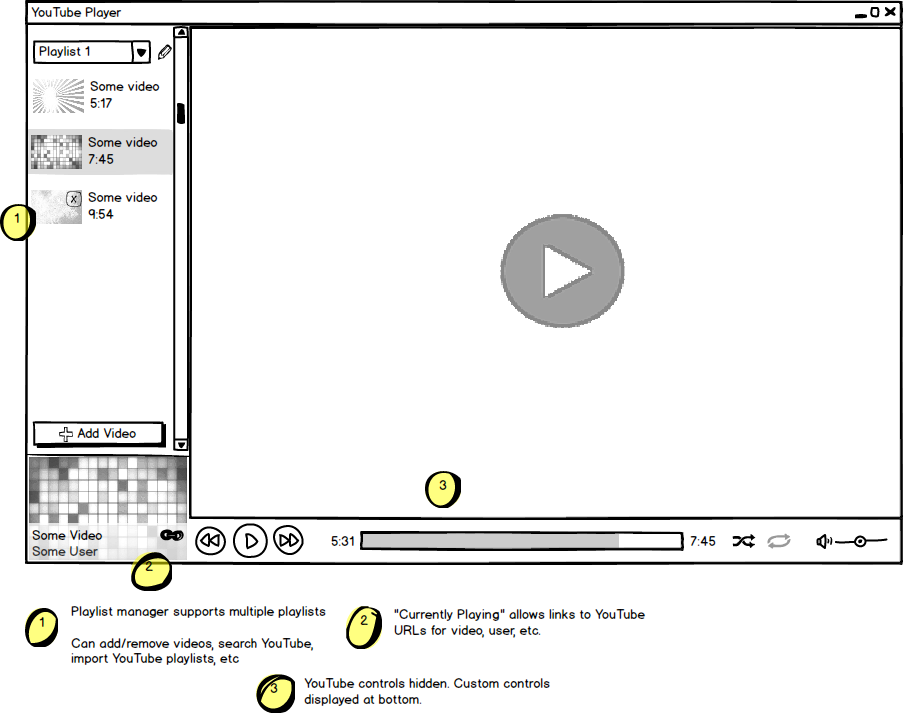 YouTube Player
Playlist 1
Some video
5:17
Some video
7:45
X
Some video
9:54
1
Add Video
3
Some Video
Some User
5:31
7:45
2
1
Playlist manager supports multiple playlists
Can add/remove videos, search YouTube,
import YouTube playlists, etc
2
"Currently Playing" allows links to YouTube
URLs for video, user, etc.
3
YouTube controls hidden. Custom controls
displayed at bottom.